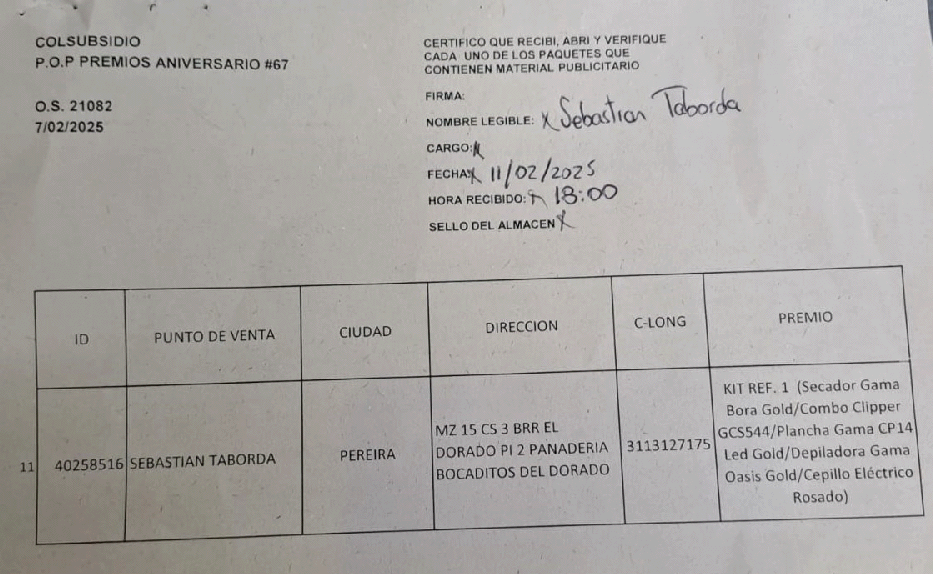 COLSUBSIDIO
P.O.P PREMIOS ANIVERSARIO #67
O.S. 21082
7/02/2025
CERTIFICO QUE RECIBI, ABRI Y VERIFIQUE
CADA UNO DE LOS PAQUETES QUE
CONTIENEN MATERIAL PUBLICITARIO
FIRMA:
NOMBRE LEGIBLE: x Sebastian Taborda
CARGO: x
FECHA: x 11/02/2025
HORA RECIBIDO: x 18:00
SELLO DEL ALMACEN x
ID PUNTO DE VENTA CIUDAD DIRECCION C-LONG PREMIO
11 40258516 SEBASTIAN TABORDA PEREIRA
MZ 15 CS 3 BRR EL
DORADO PI 2 PANADERIA
BOCADITOS DEL DORADO
3113127175
KIT REF. 1 (Secador Gama
Bora Gold/Combo Clipper
GCS544/Plancha Gama CP14
Led Gold/Depiladora Gama
Oasis Gold/Cepillo Eléctrico
Rosado)